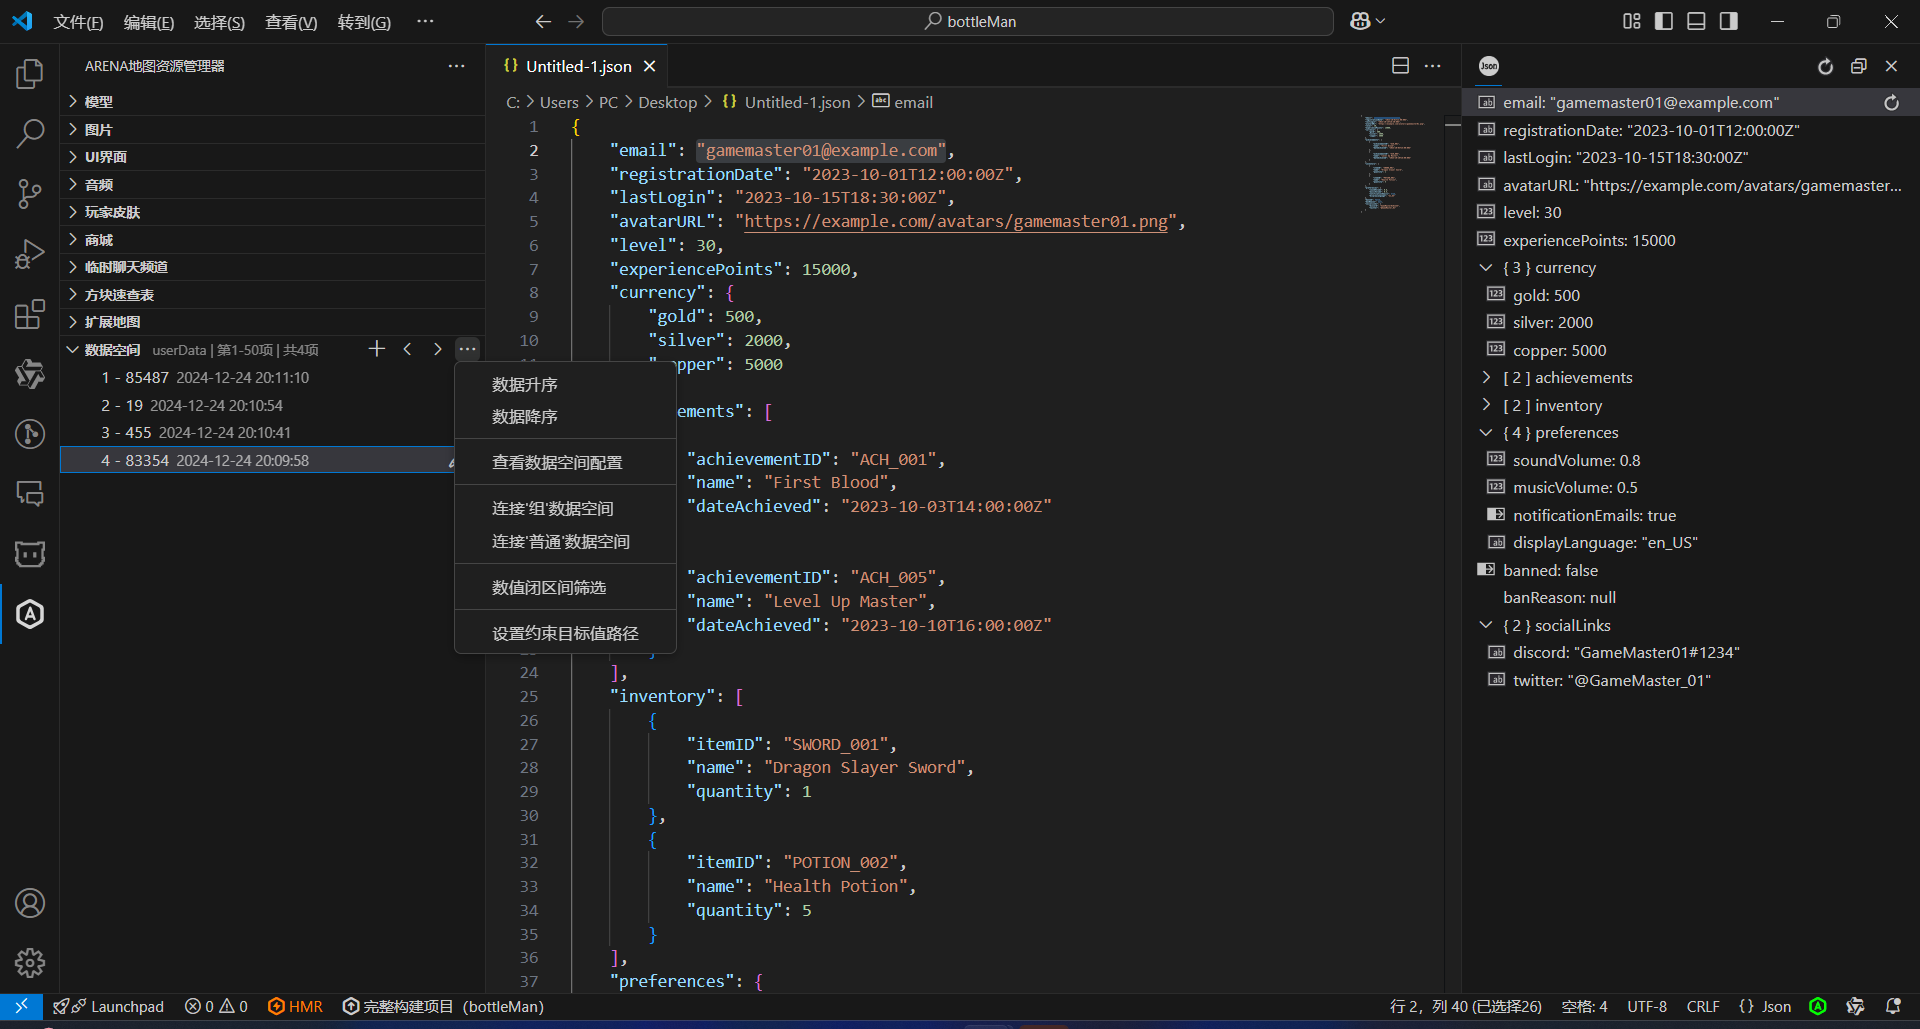 文件(F) 编辑(E) 选择(S) 查看(V) 转到(G) ··· bottleMan
ARENA地图资源管理器
模型
图片
UI界面
音频
玩家皮肤
商城
临时聊天频道
方块速查表
扩展地图
数据空间 userData | 第1-50项 | 共4项
1 - 85487 2024-12-24 20:11:10
2 - 19 2024-12-24 20:10:54
3 - 455 2024-12-24 20:10:41
4 - 83354 2024-12-24 20:09:58
数据升序
数据降序
查看数据空间配置
连接'组'数据空间
连接'普通'数据空间
数值闭区间筛选
设置约束目标值路径
{} Untitled-1.json
C: > Users > PC > Desktop > {} Untitled-1.json > email
1 {
2 "email": "gamemaster01@example.com",
3 "registrationDate": "2023-10-01T12:00:00Z",
4 "lastLogin": "2023-10-15T18:30:00Z",
5 "avatarURL": "https://example.com/avatars/gamemaster01.png",
6 "level": 30,
7 "experiencePoints": 15000,
8 "currency": {
9 "gold": 500,
10 "silver": 2000,
opper": 5000
ements": [
"achievementID": "ACH_001",
"name": "First Blood",
"dateAchieved": "2023-10-03T14:00:00Z"
"achievementID": "ACH_005",
"name": "Level Up Master",
"dateAchieved": "2023-10-10T16:00:00Z"
24 ],
25 "inventory": [
26 {
27 "itemID": "SWORD_001",
28 "name": "Dragon Slayer Sword",
29 "quantity": 1
30 },
31 {
32 "itemID": "POTION_002",
33 "name": "Health Potion",
34 "quantity": 5
35 }
36 ],
37 "preferences": {
Json
email: "gamemaster01@example.com"
registrationDate: "2023-10-01T12:00:00Z"
lastLogin: "2023-10-15T18:30:00Z"
avatarURL: "https://example.com/avatars/gamemaster...
level: 30
experiencePoints: 15000
{ 3 } currency
gold: 500
silver: 2000
copper: 5000
[ 2 ] achievements
[ 2 ] inventory
{ 4 } preferences
soundVolume: 0.8
musicVolume: 0.5
notificationEmails: true
displayLanguage: "en_US"
banned: false
banReason: null
{ 2 } socialLinks
discord: "GameMaster01#1234"
twitter: "@GameMaster_01"
Launchpad 0 0 HMR 完整构建项目 (bottleMan) 行 2，列 40 (已选择26) 空格: 4 UTF-8 CRLF {} Json